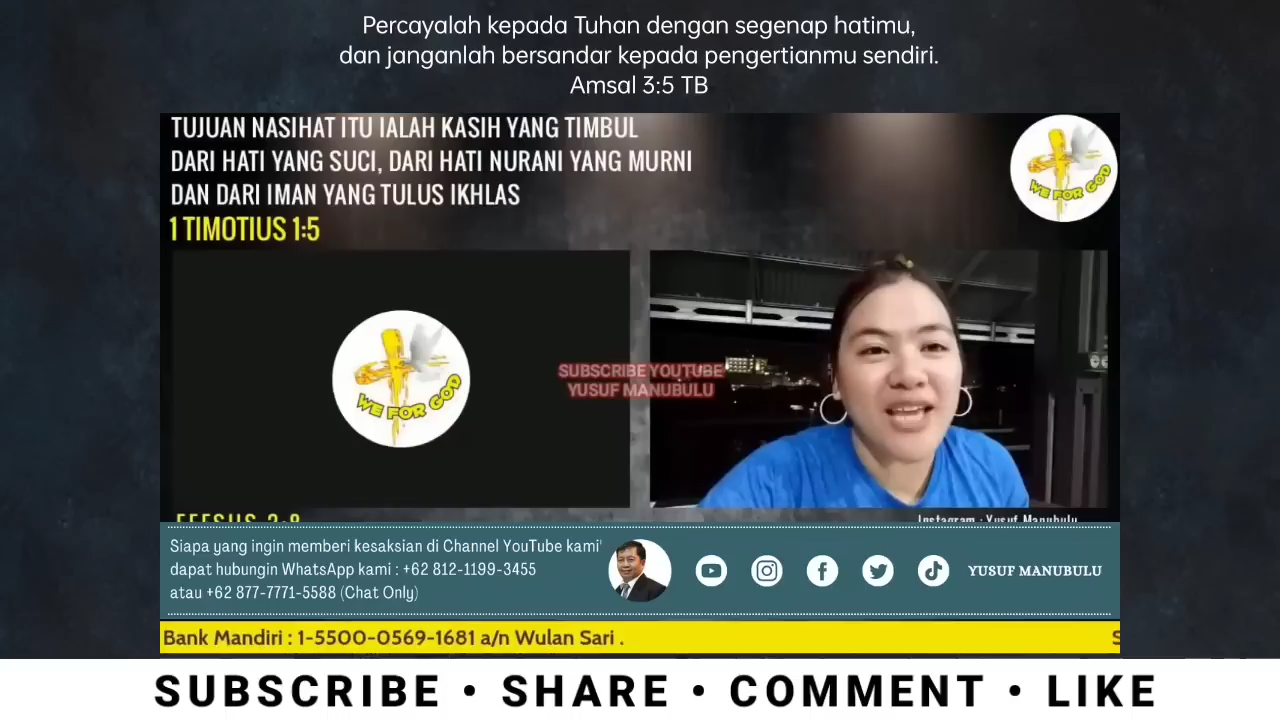 Percayalah kepada Tuhan dengan segenap hatimu,
dan janganlah bersandar kepada pengertianmu sendiri.
Amsal 3:5 TB
TUJUAN NASIHAT ITU IALAH KASIH YANG TIMBUL
DARI HATI YANG SUCI, DARI HATI NURANI YANG MURNI
DAN DARI IMAN YANG TULUS IKHLAS
1 TIMOTIUS 1:5
WE FOR GOD
WE FOR GOD
SUBSCRIBE YOUTUBE
YUSUF MANUBULU
Instagram : Yusuf Manubulu
Siapa yang ingin memberi kesaksian di Channel YouTube kami'
dapat hubungin WhatsApp kami : +62 812-1199-3455
atau +62 877-7771-5588 (Chat Only)
YUSUF MANUBULU
Bank Mandiri : 1-5500-0569-1681 a/n Wulan Sari .
SUBSCRIBE • SHARE • COMMENT • LIKE